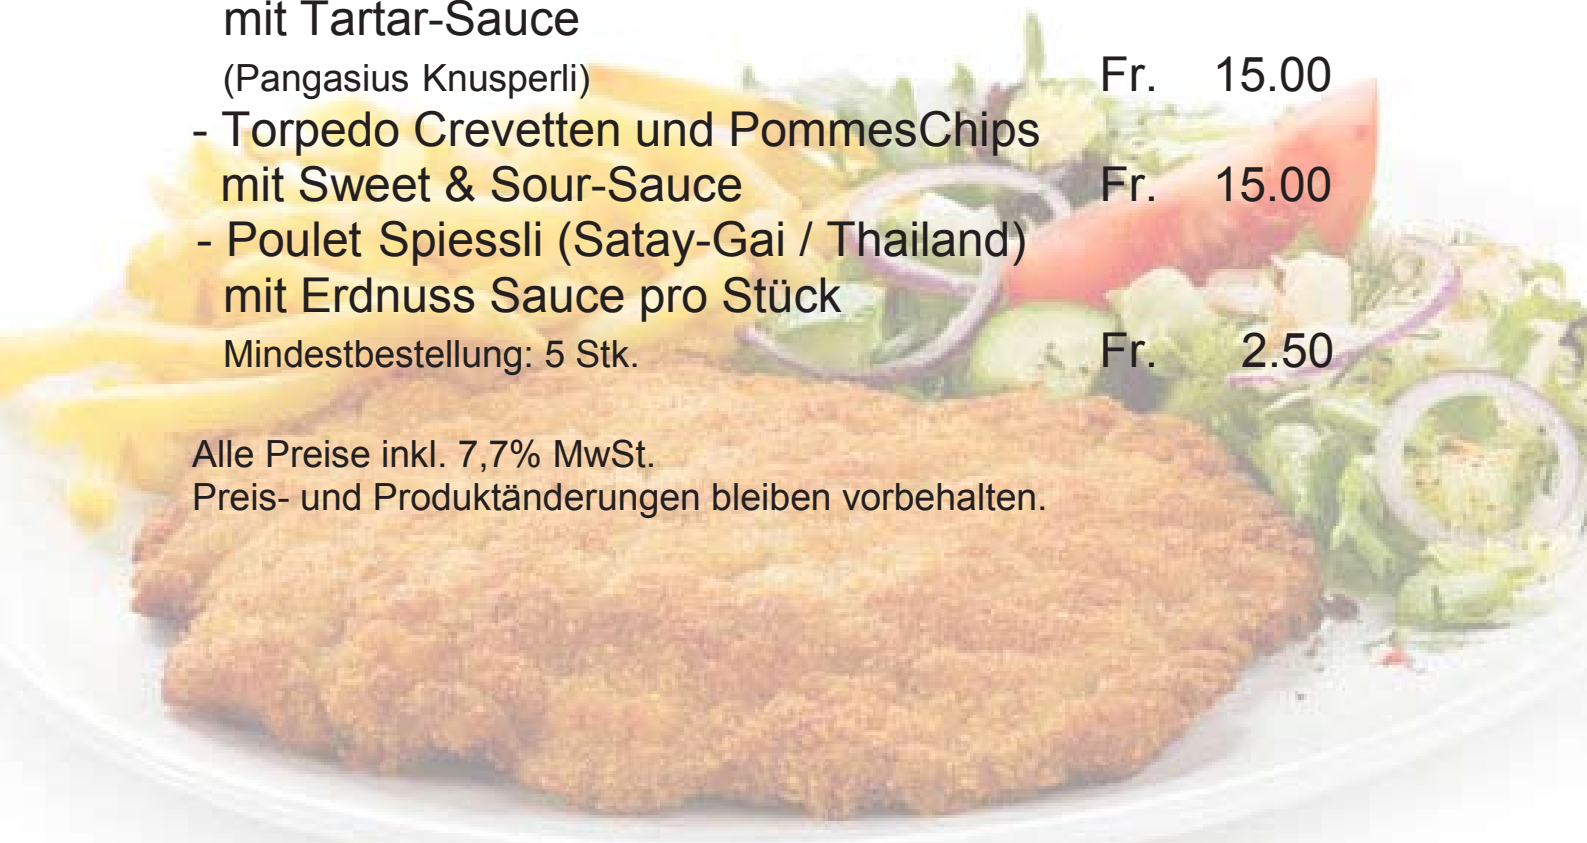 mit Tartar-Sauce
(Pangasius Knusperli) Fr. 15.00
- Torpedo Crevetten und PommesChips
mit Sweet & Sour-Sauce Fr. 15.00
- Poulet Spiessli (Satay-Gai / Thailand)
mit Erdnuss Sauce pro Stück
Mindestbestellung: 5 Stk. Fr. 2.50
Alle Preise inkl. 7,7% MwSt.
Preis- und Produktänderungen bleiben vorbehalten.